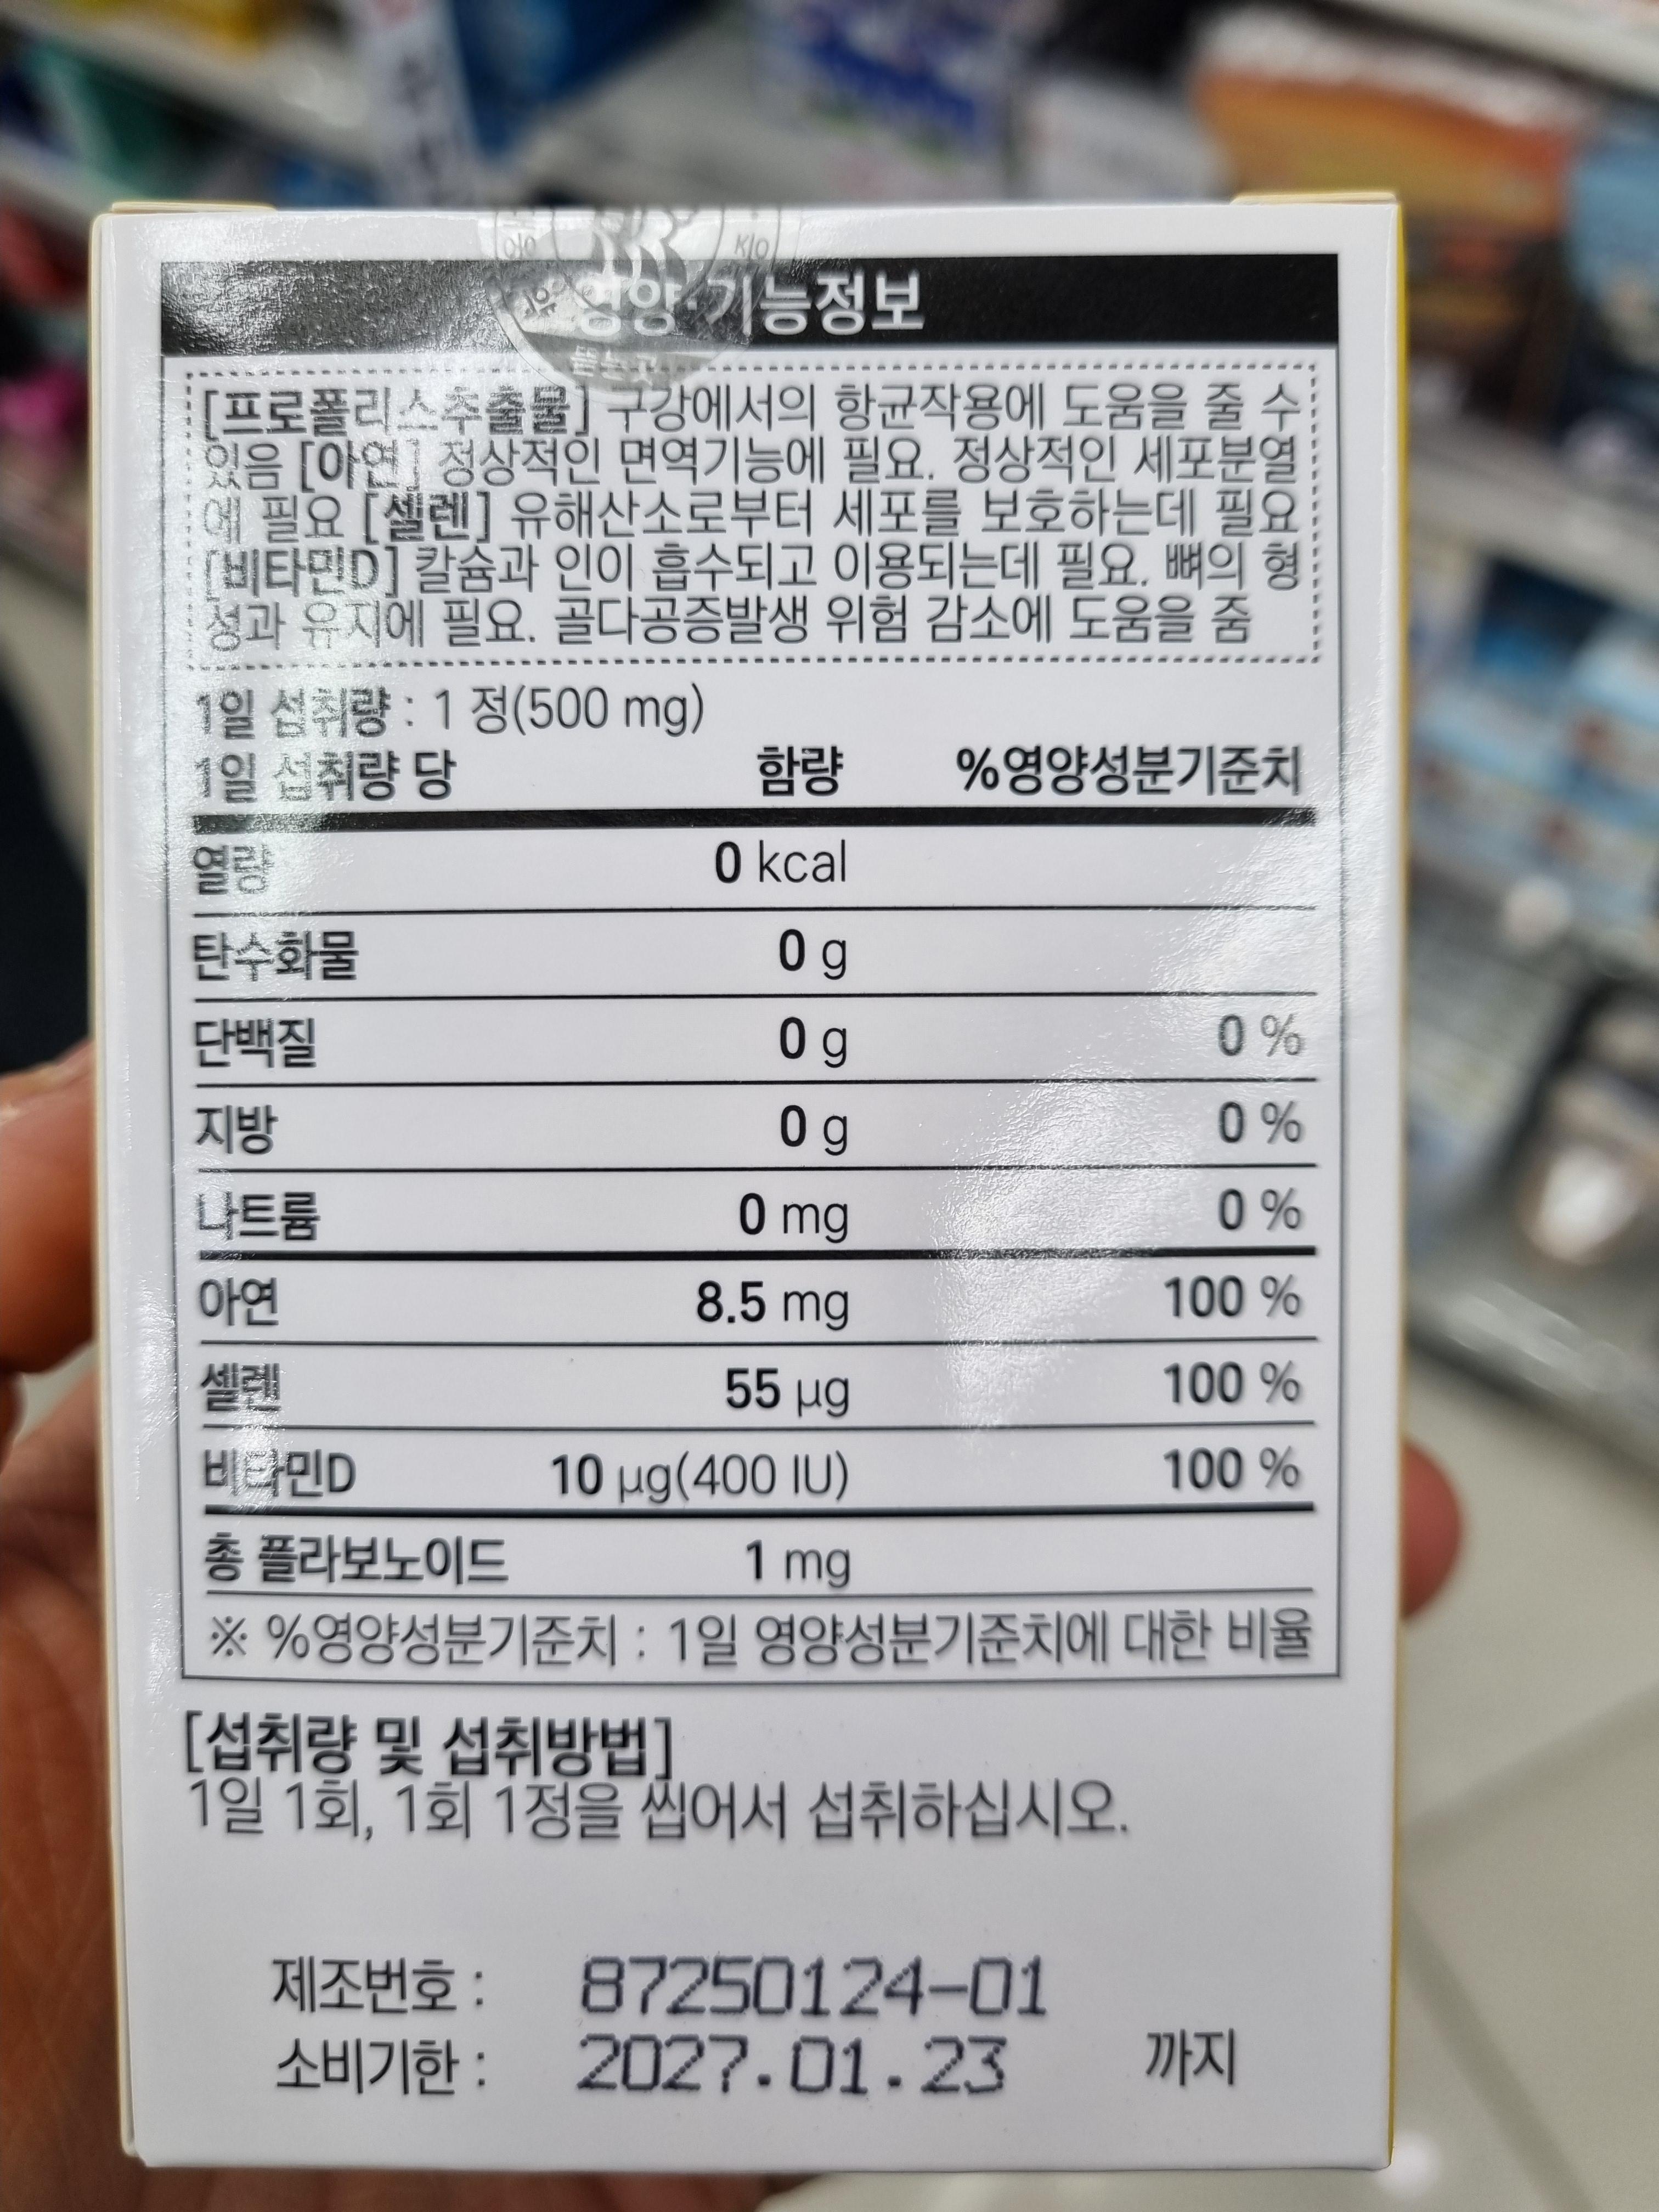 영양·기능정보
뜯는곳
[프로폴리스추출물] 구강에서의 항균작용에 도움을 줄 수
있음 [아연] 정상적인 면역기능에 필요. 정상적인 세포분열
에 필요 [셀렌] 유해산소로부터 세포를 보호하는데 필요
[비타민D] 칼슘과 인이 흡수되고 이용되는데 필요. 뼈의 형
성과 유지에 필요. 골다공증발생 위험 감소에 도움을 줌
1일 섭취량 : 1 정(500 mg)
1일 섭취량 당 함량 %영양성분기준치
열량 0 kcal
탄수화물 0 g
단백질 0 g 0 %
지방 0 g 0 %
나트륨 0 mg 0 %
아연 8.5 mg 100 %
셀렌 55 µg 100 %
비타민D 10 µg(400 IU) 100 %
총 플라보노이드 1 mg
※ %영양성분기준치 : 1일 영양성분기준치에 대한 비율
[섭취량 및 섭취방법]
1일 1회, 1회 1정을 씹어서 섭취하십시오.
제조번호 : 87250124-01
소비기한 : 2027.01.23 까지